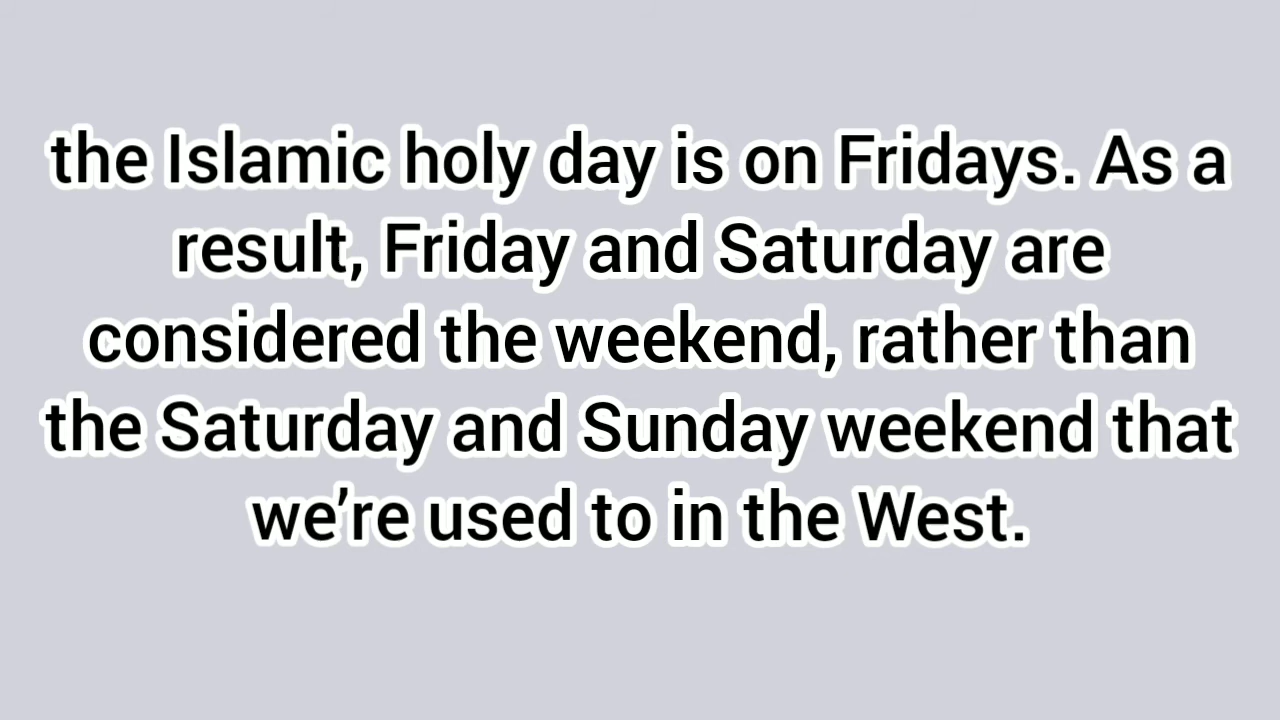 the Islamic holy day is on Fridays. As a
result, Friday and Saturday are
considered the weekend, rather than
the Saturday and Sunday weekend that
we’re used to in the West.